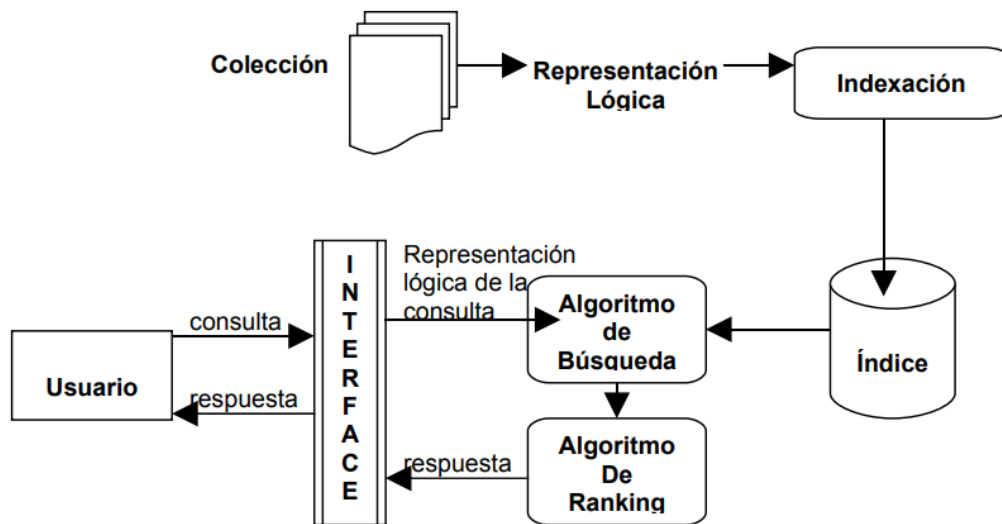 Colección
Representación
Lógica
Indexación
Índice
Usuario
consulta
respuesta
I
N
T
E
R
F
A
C
E
Representación
lógica de la
consulta
Algoritmo
de
Búsqueda
Algoritmo
De
Ranking
respuesta